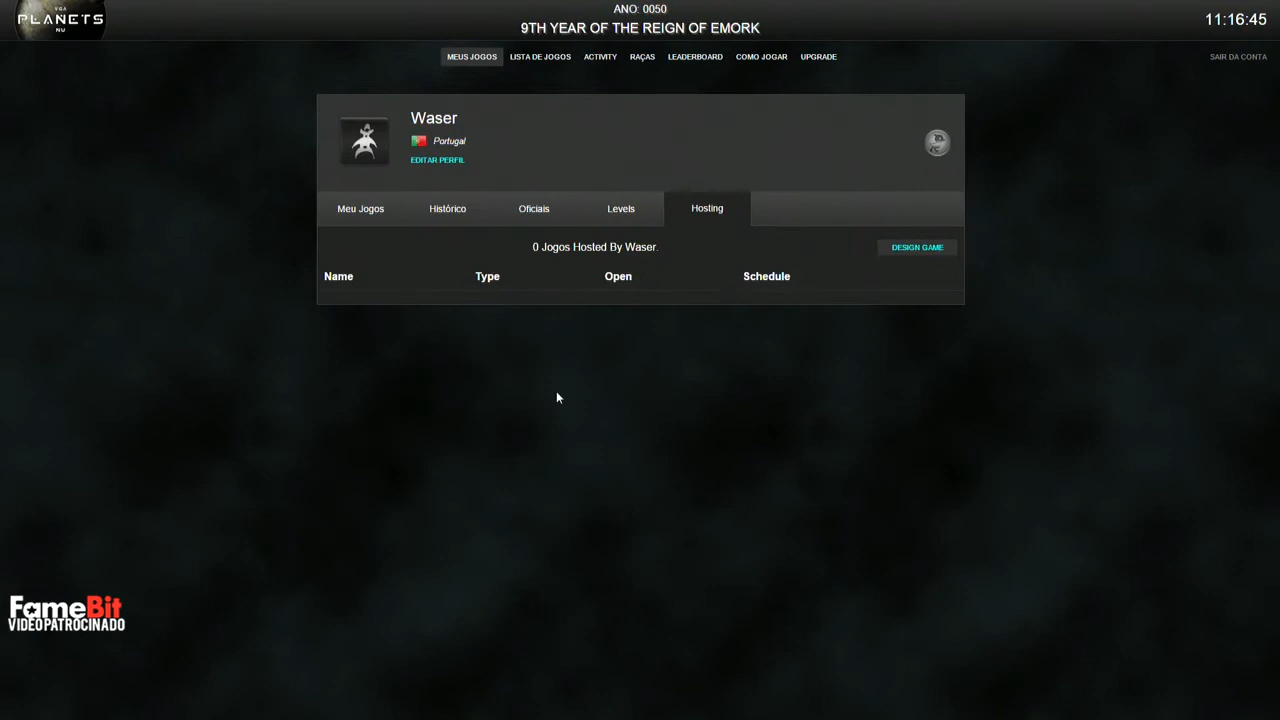 VGA
PLANETS
NU
ANO: 0050
9TH YEAR OF THE REIGN OF EMORK
11:16:45
MEUS JOGOS LISTA DE JOGOS ACTIVITY RAÇAS LEADERBOARD COMO JOGAR UPGRADE
SAIR DA CONTA
Waser
Portugal
EDITAR PERFIL
Meu Jogos Histórico Oficiais Levels Hosting
0 Jogos Hosted By Waser.
DESIGN GAME
Name Type Open Schedule
FameBit
VIDEO PATROCINADO